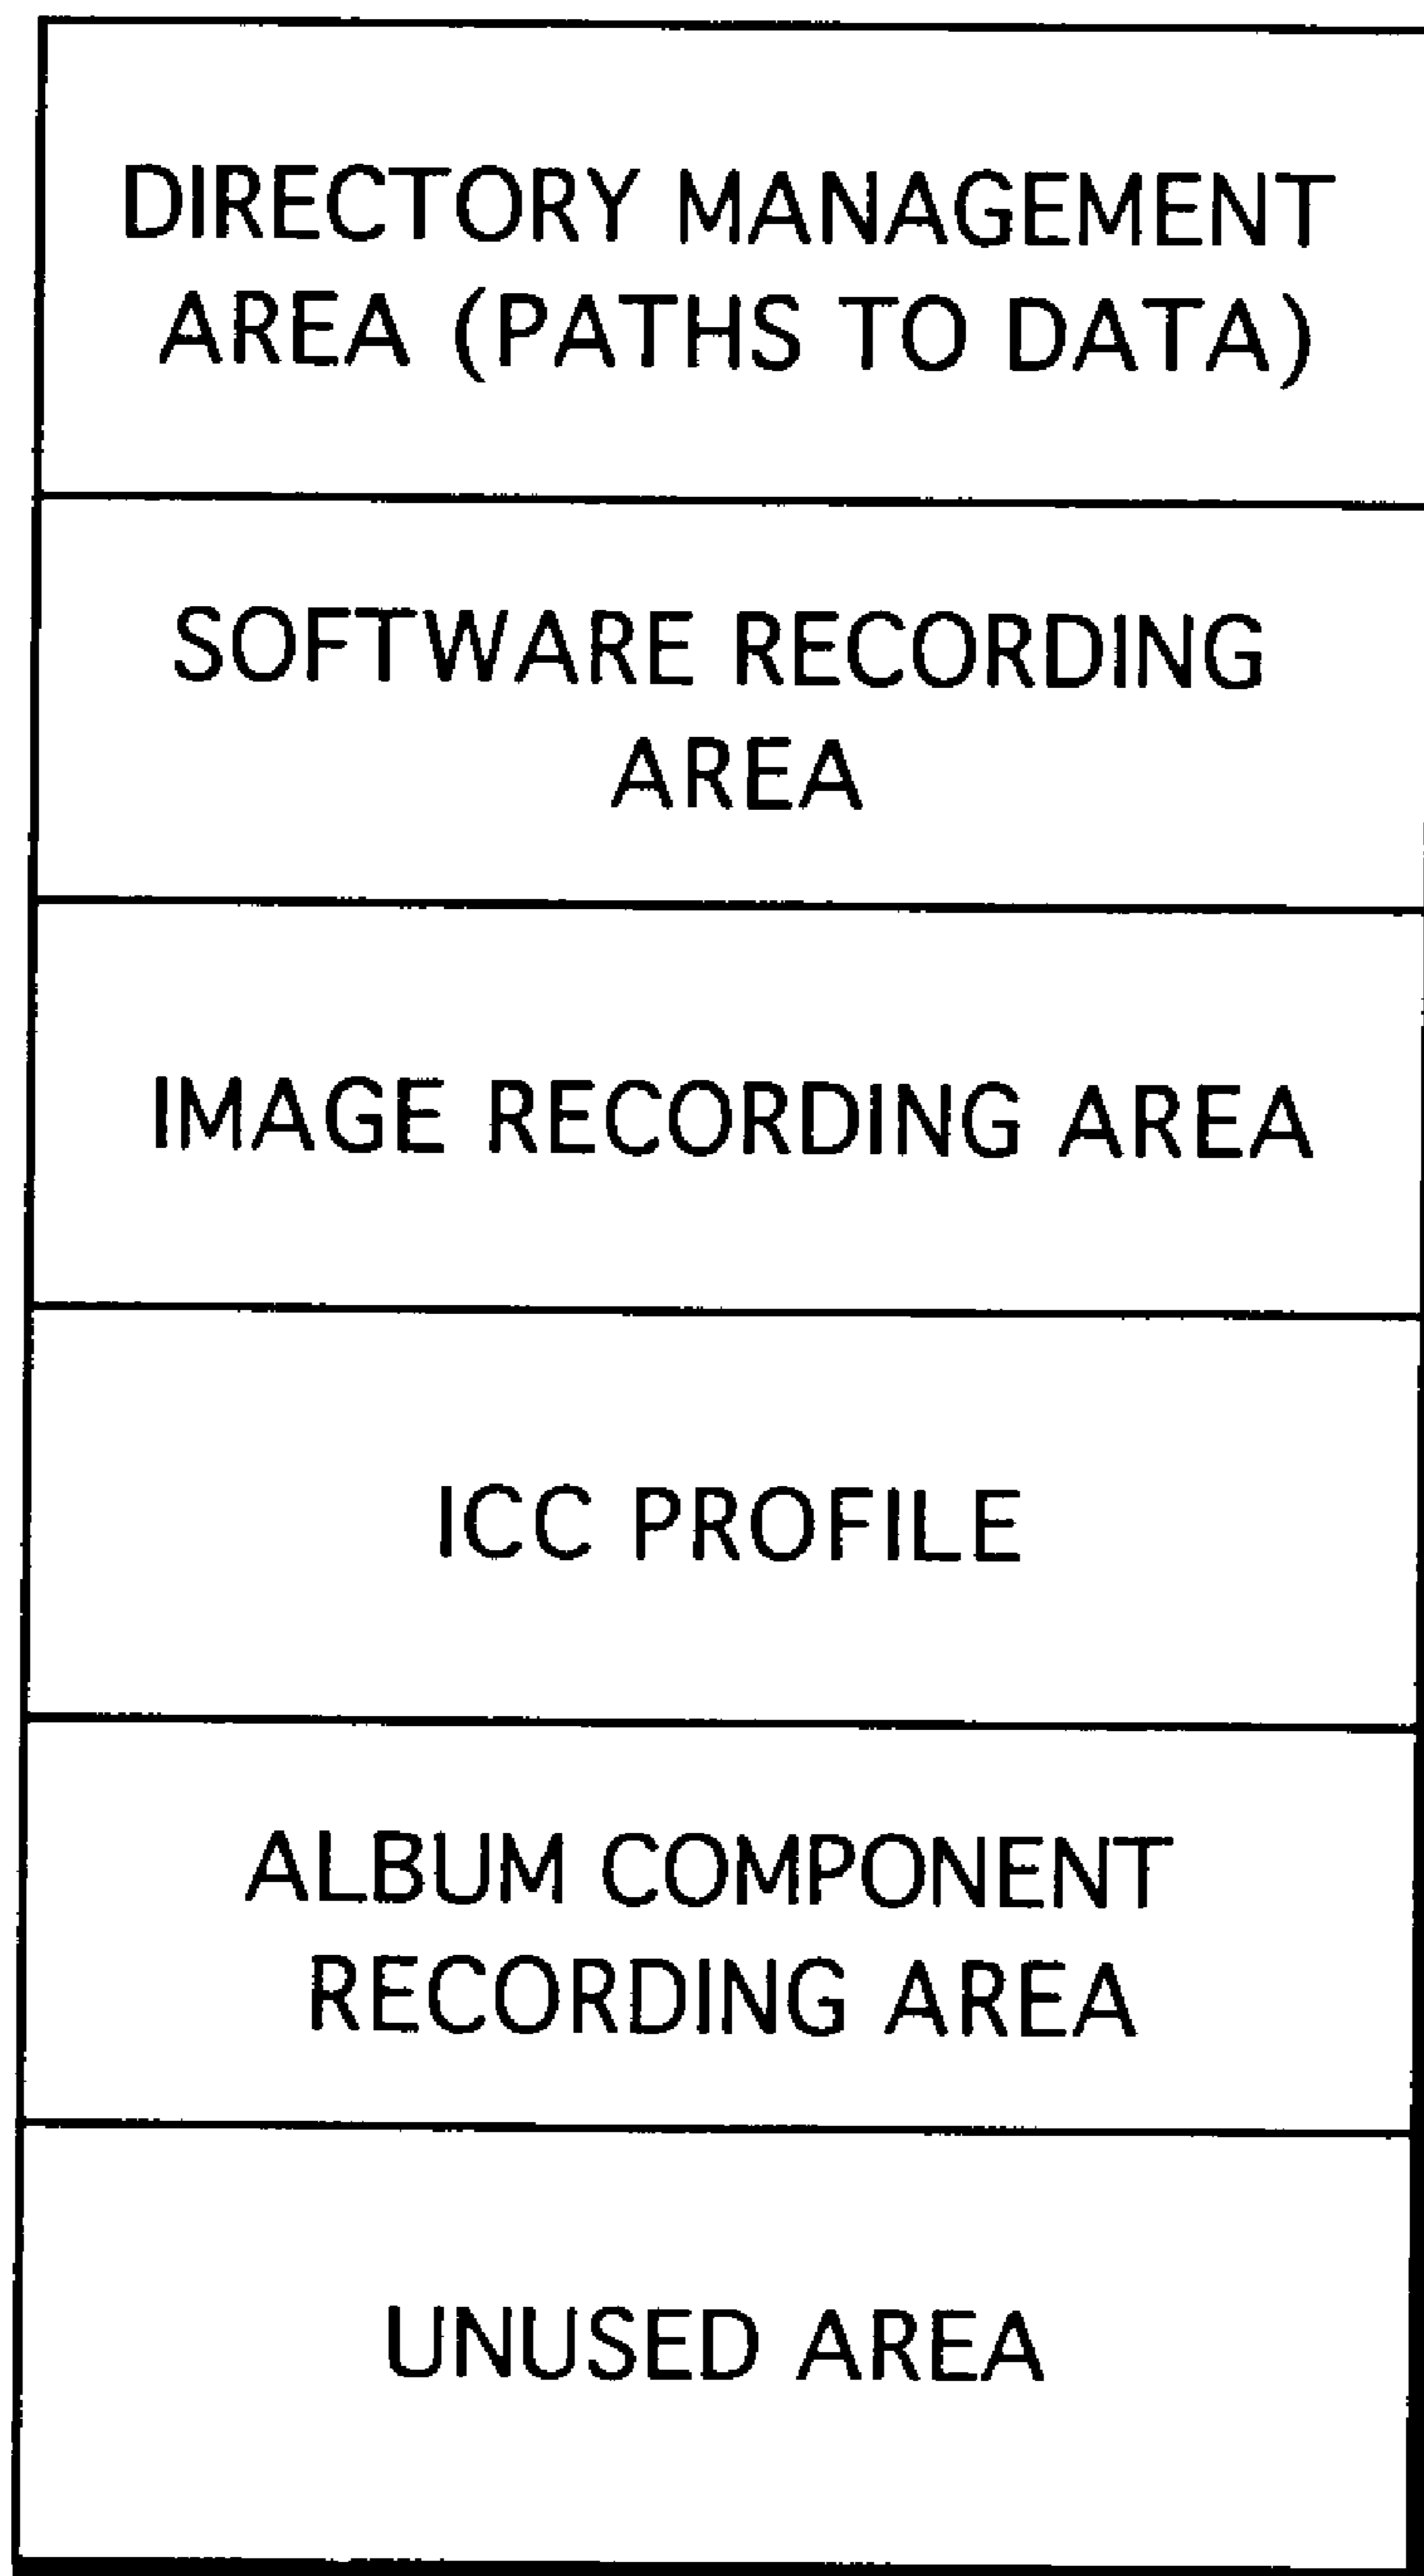 DIRECTORY MANAGEMENT
AREA (PATHS TO DATA)
SOFTWARE RECORDING
AREA
IMAGE RECORDING AREA
ICC PROFILE
ALBUM COMPONENT
RECORDING AREA
UNUSED AREA